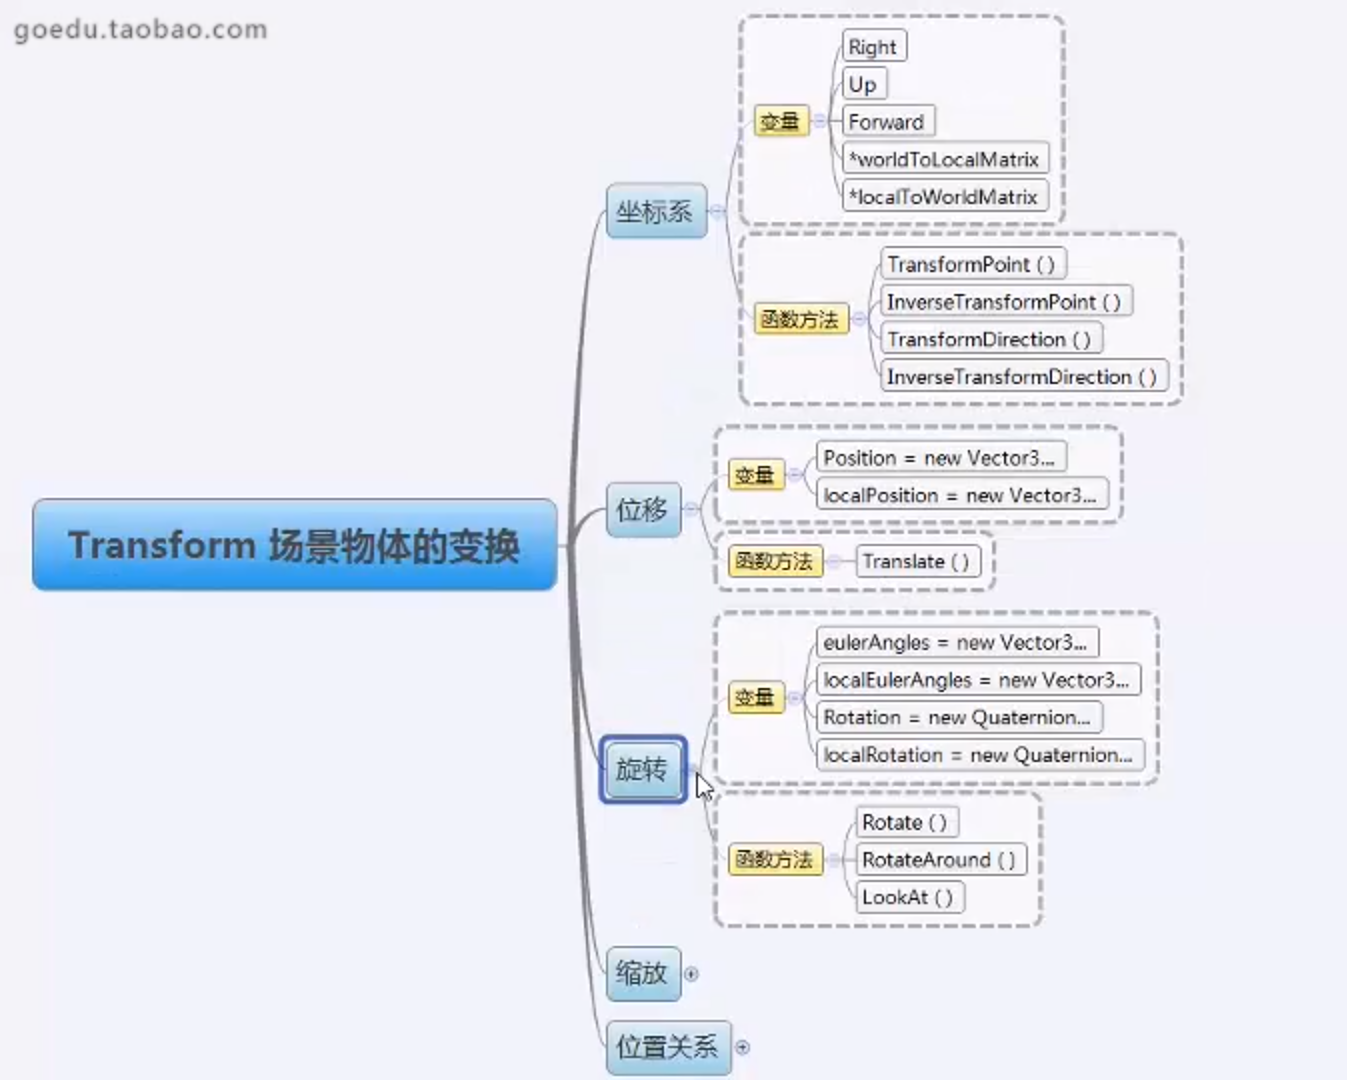 goedu.taobao.com
Transform 场景物体的变换
坐标系
变量
Right
Up
Forward
*worldToLocalMatrix
*localToWorldMatrix
函数方法
TransformPoint ( )
InverseTransformPoint ( )
TransformDirection ( )
InverseTransformDirection ( )
位移
变量
Position = new Vector3...
localPosition = new Vector3...
函数方法
Translate ( )
旋转
变量
eulerAngles = new Vector3...
localEulerAngles = new Vector3...
Rotation = new Quaternion...
localRotation = new Quaternion...
函数方法
Rotate ( )
RotateAround ( )
LookAt ( )
缩放
位置关系